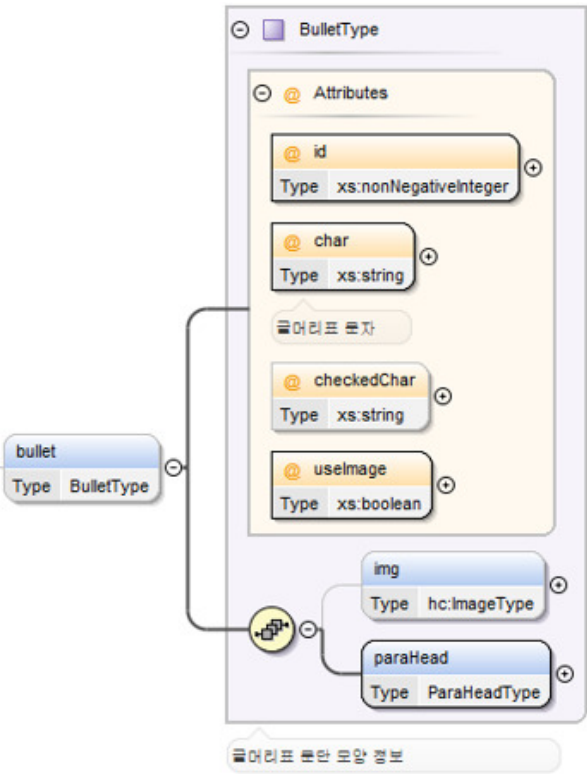 BulletType
@ Attributes
@ id
Type xs:nonNegativeInteger
@ char
Type xs:string
글머리표 문자
@ checkedChar
Type xs:string
@ useImage
Type xs:boolean
bullet
Type BulletType
img
Type hc:ImageType
paraHead
Type ParaHeadType
글머리표 문단 모양 정보